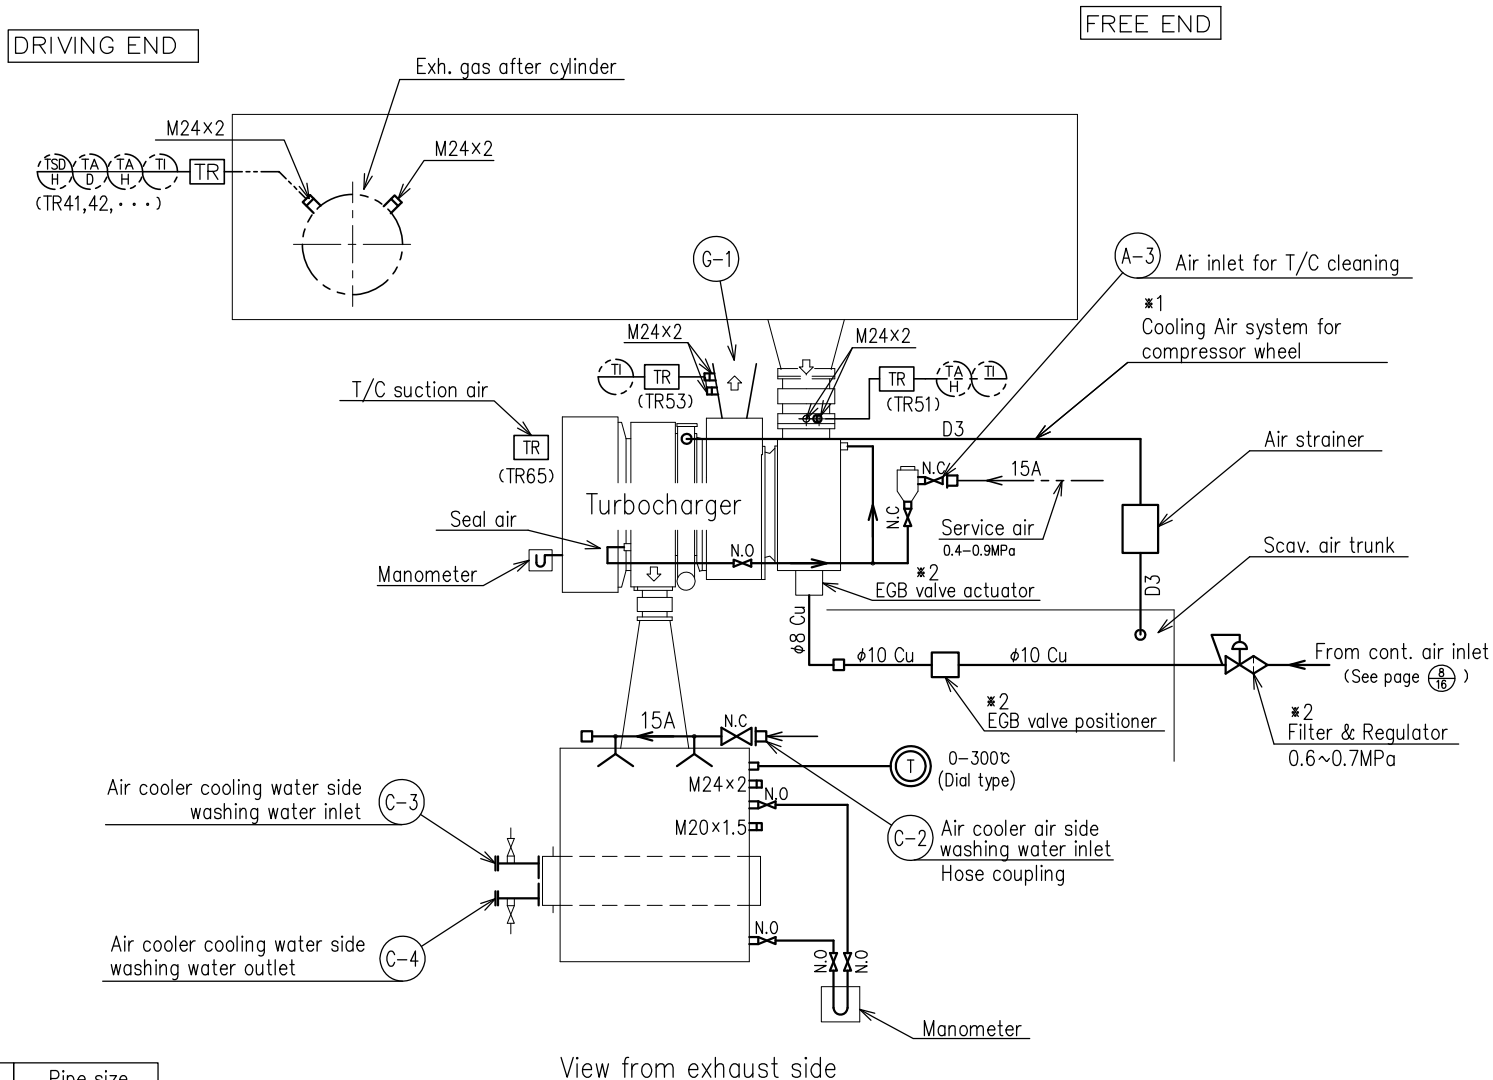 DRIVING END
FREE END
Exh. gas after cylinder
M24×2
M24×2
TSD
H
TA
D
TA
H
TI
TR
(TR41,42,・・・)
G-1
A-3
Air inlet for T/C cleaning
※1
Cooling Air system for
compressor wheel
M24×2
M24×2
TI
TR
(TR53)
TR
(TR51)
TA
H
TI
T/C suction air
TR
(TR65)
D3
Air strainer
N.C
15A
Turbocharger
N.C
Seal air
Service air
0.4-0.9MPa
Scav. air trunk
N.O
Manometer
※2
EGB valve actuator
D3
φ8 Cu
φ10 Cu
φ10 Cu
From cont. air inlet
(See page 8/16 )
※2
EGB valve positioner
※2
Filter & Regulator
0.6~0.7MPa
15A
N.C
T
0-300℃
(Dial type)
M24×2
N.O
M20×1.5
Air cooler cooling water side
washing water inlet
C-3
C-2
Air cooler air side
washing water inlet
Hose coupling
Air cooler cooling water side
washing water outlet
C-4
N.O
N.O
N.O
Manometer
View from exhaust side
Pipe size